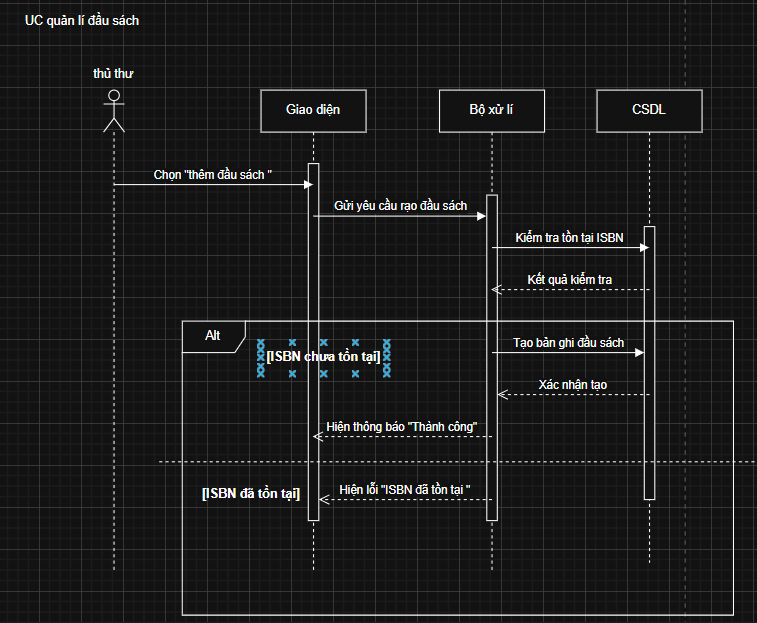 UC quản lí đầu sách
thủ thư
Giao diện
Bộ xử lí
CSDL
Chọn "thêm đầu sách "
Gửi yêu cầu rạo đầu sách
Kiểm tra tồn tại ISBN
Kết quả kiểm tra
Alt
[ISBN chưa tồn tại]
Tạo bản ghi đầu sách
Xác nhận tạo
Hiện thông báo "Thành công"
[ISBN đã tồn tại]
Hiện lỗi "ISBN đã tồn tại "